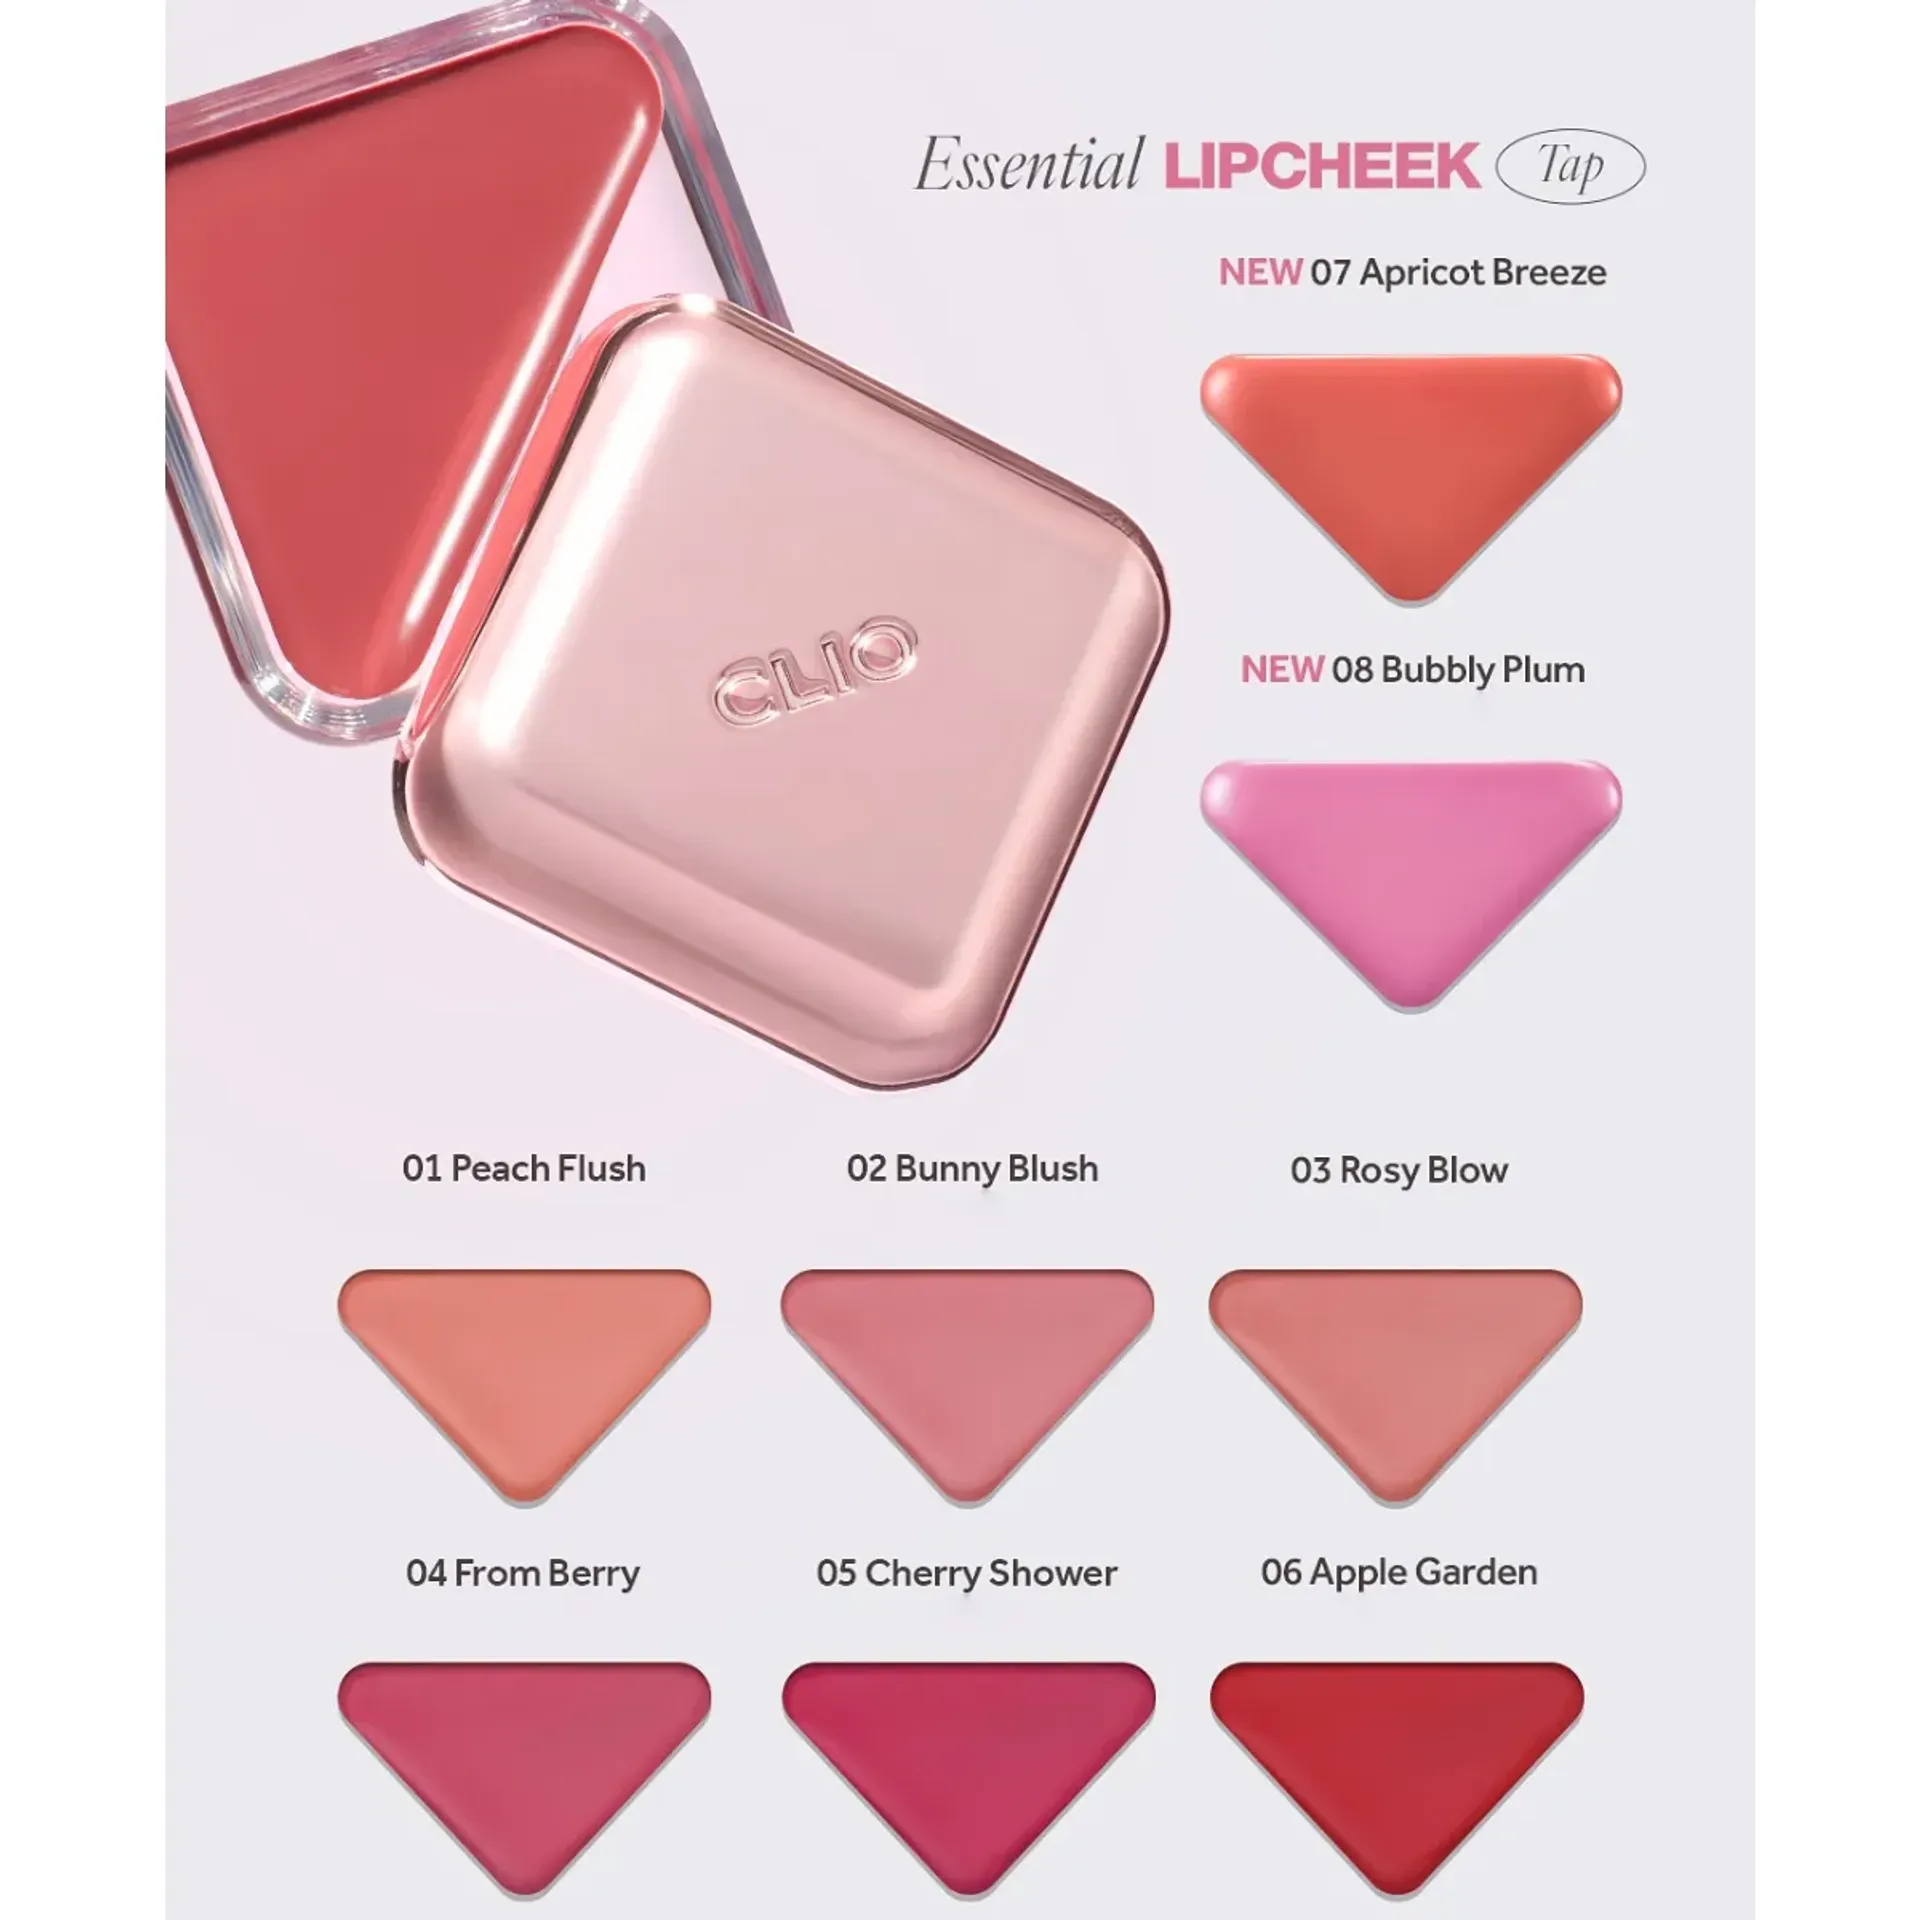 Essential LIPCHEEK Tap
NEW 07 Apricot Breeze
CLIO
NEW 08 Bubbly Plum
01 Peach Flush
02 Bunny Blush
03 Rosy Blow
04 From Berry
05 Cherry Shower
06 Apple Garden